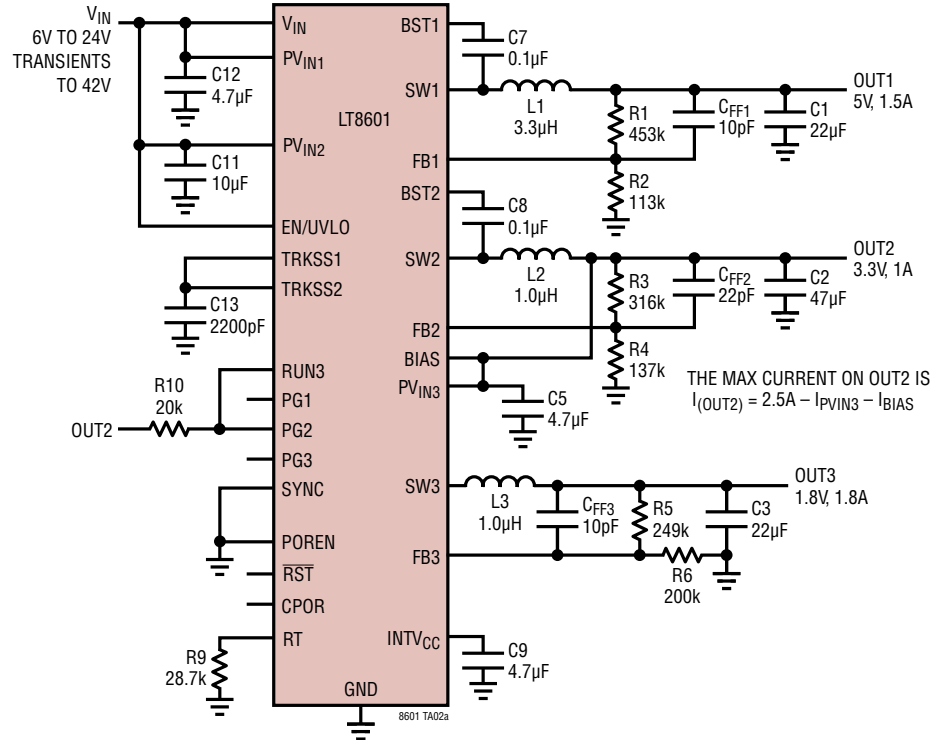 VIN
6V TO 24V
TRANSIENTS
TO 42V
C12
4.7µF
C11
10µF
C13
2200pF
R10
20k
OUT2
R9
28.7k
VIN
PVIN1
PVIN2
EN/UVLO
TRKSS1
TRKSS2
RUN3
PG1
PG2
PG3
SYNC
POREN
RST
CPOR
RT
LT8601
GND
BST1
SW1
FB1
BST2
SW2
FB2
BIAS
PVIN3
SW3
FB3
INTVCC
C7
0.1µF
L1
3.3µH
R1
453k
CFF1
10pF
C1
22µF
OUT1
5V, 1.5A
R2
113k
C8
0.1µF
L2
1.0µH
R3
316k
CFF2
22pF
C2
47µF
OUT2
3.3V, 1A
R4
137k
THE MAX CURRENT ON OUT2 IS
I(OUT2) = 2.5A – IPVIN3 – IBIAS
C5
4.7µF
L3
1.0µH
CFF3
10pF
R5
249k
C3
22µF
OUT3
1.8V, 1.8A
R6
200k
C9
4.7µF
8601 TA02a